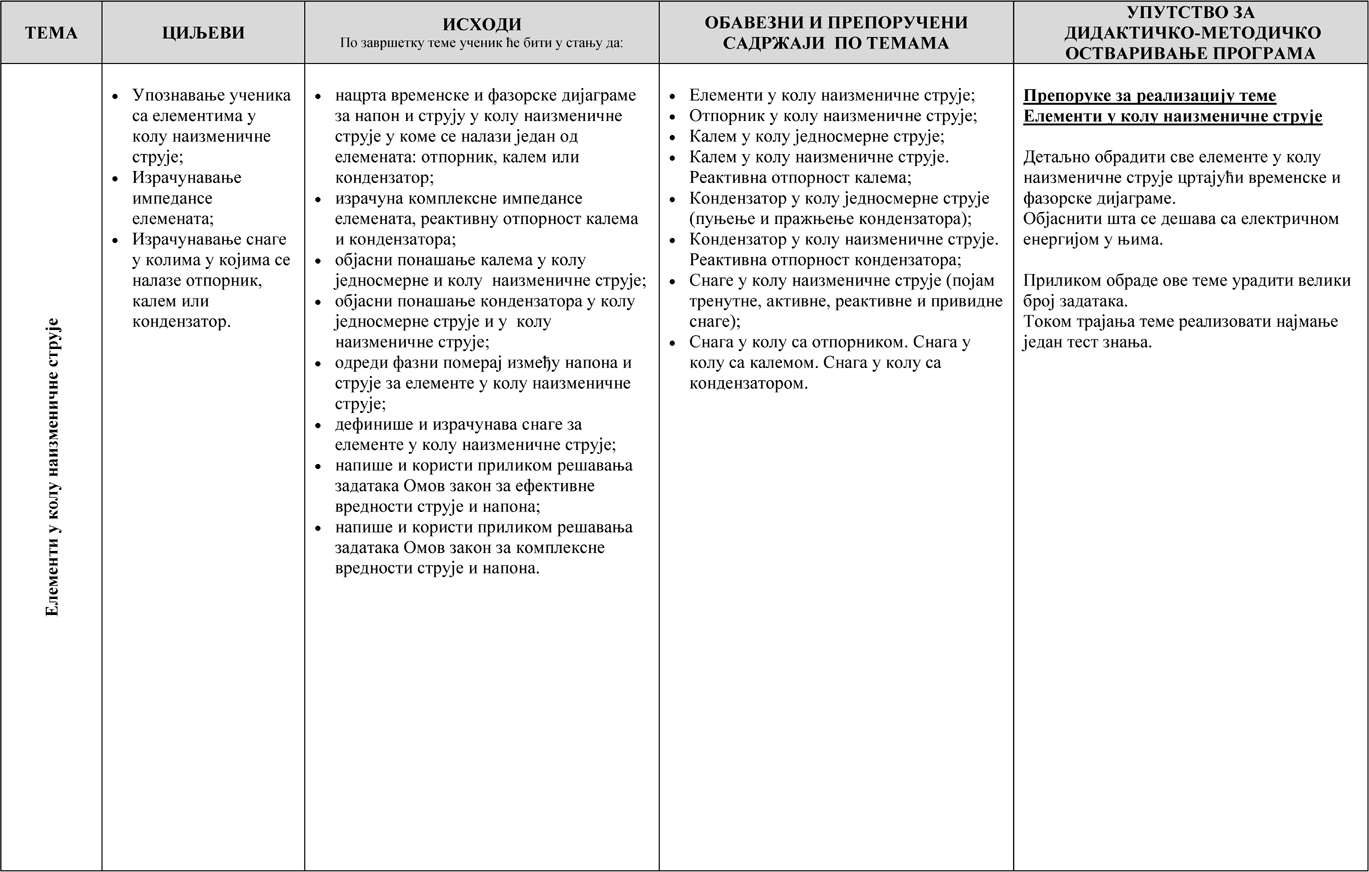 ТЕМА
ЦИЉЕВИ
ИСХОДИ
По завршетку теме ученик ће бити у стању да:
ОБАВЕЗНИ И ПРЕПОРУЧЕНИ
САДРЖАЈИ ПО ТЕМАМА
УПУТСТВО ЗА
ДИДАКТИЧКО-МЕТОДИЧКО
ОСТВАРИВАЊЕ ПРОГРАМА
Елементи у колу наизменичне струје
• Упознавање ученика
са елементима у
колу наизменичне
струје;
• Израчунавање
импедансе
елемената;
• Израчунавање снаге
у колима у којима се
налазе отпорник,
калем или
кондензатор.
• нацрта временске и фазорске дијаграме
за напон и струју у колу наизменичне
струје у коме се налази један од
елемената: отпорник, калем или
кондензатор;
• израчуна комплексне импедансе
елемената, реактивну отпорност калема
и кондензатора;
• објасни понашање калема у колу
једносмерне и колу наизменичне струје;
• објасни понашање кондензатора у колу
једносмерне струје и у колу
наизменичне струје;
• одреди фазни померај између напона и
струје за елементе у колу наизменичне
струје;
• дефинише и израчунава снаге за
елементе у колу наизменичне струје;
• напише и користи приликом решавања
задатака Омов закон за ефективне
вредности струје и напона;
• напише и користи приликом решавања
задатака Омов закон за комплексне
вредности струје и напона.
• Елементи у колу наизменичне струје;
• Отпорник у колу наизменичне струје;
• Калем у колу једносмерне струје;
• Калем у колу наизменичне струје.
Реактивна отпорност калема;
• Кондензатор у колу једносмерне струје
(пуњење и пражњење кондензатора);
• Кондензатор у колу наизменичне струје.
Реактивна отпорност кондензатора;
• Снаге у колу наизменичне струје (појам
тренутне, активне, реактивне и привидне
снаге);
• Снага у колу са отпорником. Снага у
колу са калемом. Снага у колу са
кондензатором.
Препоруке за реализацију теме
Елементи у колу наизменичне струје
Детаљно обрадити све елементе у колу
наизменичне струје цртајући временске и
фазорске дијаграме.
Објаснити шта се дешава са електричном
енергијом у њима.
Приликом обраде ове теме урадити велики
број задатака.
Током трајања теме реализовати најмање
један тест знања.